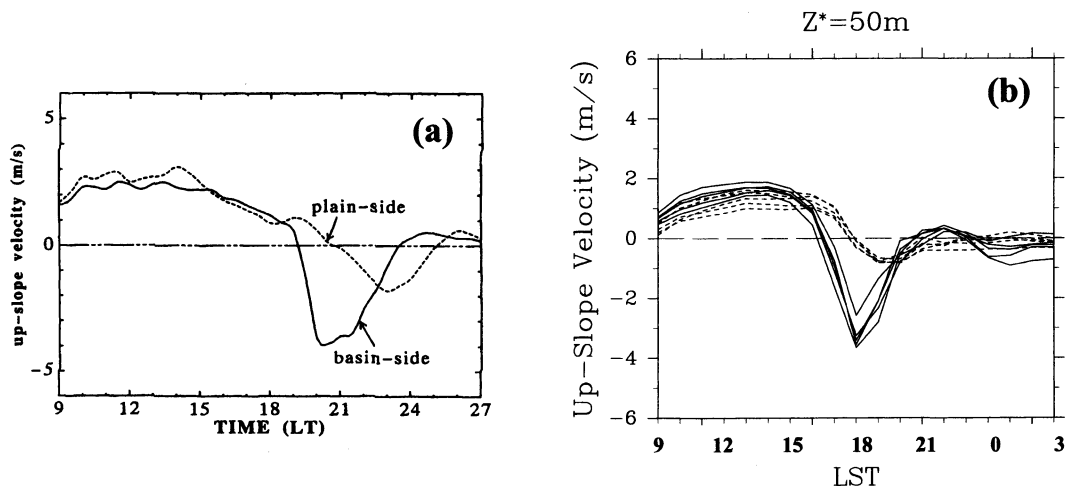 (a)
up-slope velocity (m/s)
5
0
-5
plain-side
basin-side
9 12 15 18 21 24 27
TIME (LT)
Z*=50m
(b)
Up-Slope Velocity (m/s)
6
4
2
0
-2
-4
-6
9 12 15 18 21 0 3
LST